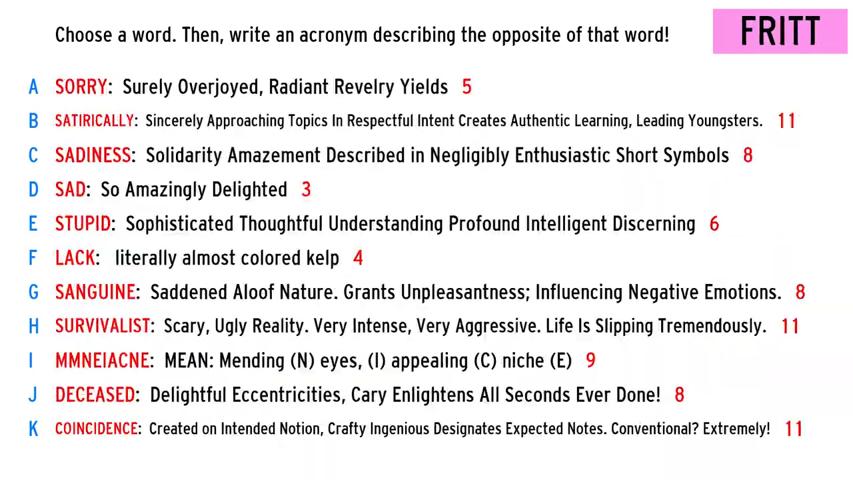 Choose a word. Then, write an acronym describing the opposite of that word!
FRITT
A SORRY: Surely Overjoyed, Radiant Revelry Yields 5
B SATIRICALLY: Sincerely Approaching Topics In Respectful Intent Creates Authentic Learning, Leading Youngsters. 11
C SADINESS: Solidarity Amazement Described in Negligibly Enthusiastic Short Symbols 8
D SAD: So Amazingly Delighted 3
E STUPID: Sophisticated Thoughtful Understanding Profound Intelligent Discerning 6
F LACK: literally almost colored kelp 4
G SANGUINE: Saddened Aloof Nature. Grants Unpleasantness; Influencing Negative Emotions. 8
H SURVIVALIST: Scary, Ugly Reality. Very Intense, Very Aggressive. Life Is Slipping Tremendously. 11
I MMNEIACNE: MEAN: Mending (N) eyes, (I) appealing (C) niche (E) 9
J DECEASED: Delightful Eccentricities, Cary Enlightens All Seconds Ever Done! 8
K COINCIDENCE: Created on Intended Notion, Crafty Ingenious Designates Expected Notes. Conventional? Extremely! 11